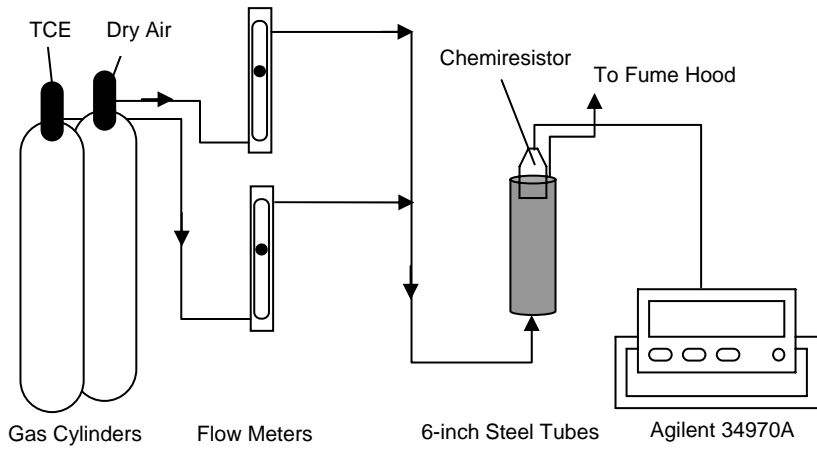 TCE
Dry Air
Chemiresistor
To Fume Hood
Gas Cylinders
Flow Meters
6-inch Steel Tubes
Agilent 34970A